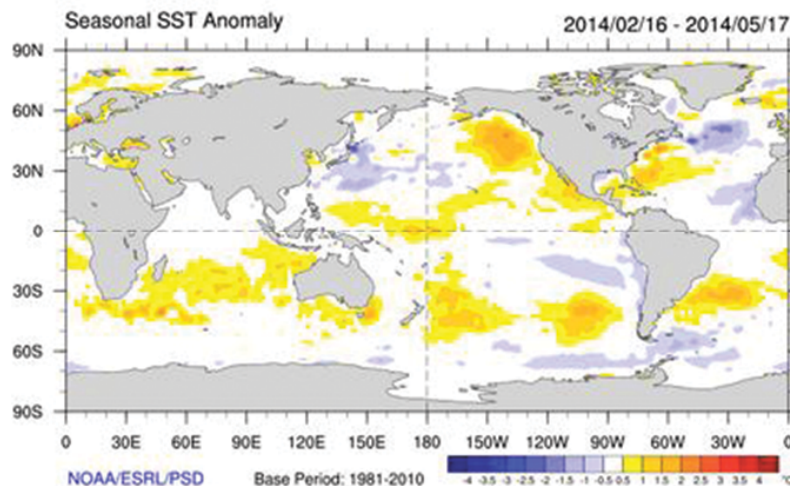 Seasonal SST Anomaly 2014/02/16 - 2014/05/17
90N
60N
30N
0
30S
60S
90S
0 30E 60E 90E 120E 150E 180 150W 120W 90W 60W 30W 0
NOAA/ESRL/PSD Base Period: 1981-2010
-4 -3.5 -3 -2.5 -2 -1.5 -1 -0.5 0.5 1 1.5 2 2.5 3 3.5 4